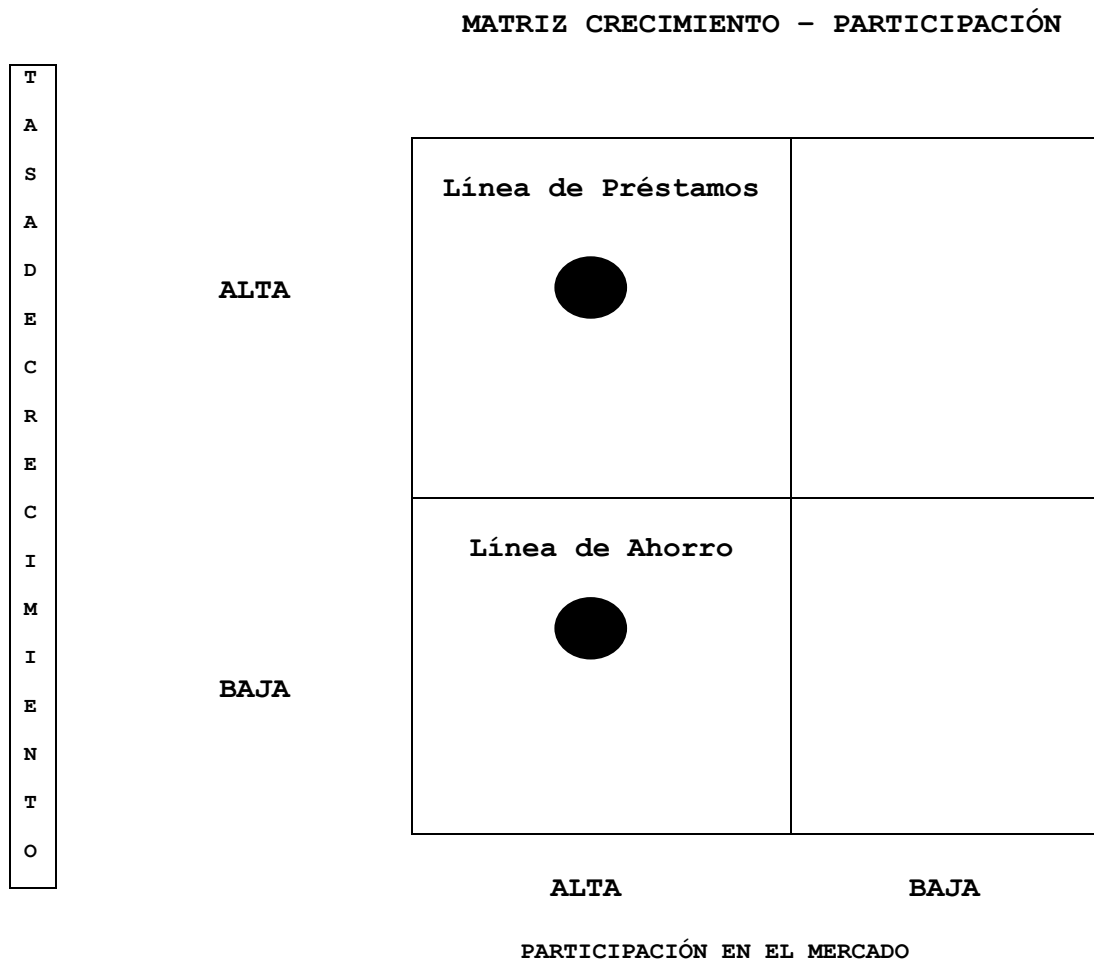 MATRIZ CRECIMIENTO – PARTICIPACIÓN
T
A
S
A
D
E
C
R
E
C
I
M
I
E
N
T
O
Línea de Préstamos
ALTA
Línea de Ahorro
BAJA
ALTA BAJA
PARTICIPACIÓN EN EL MERCADO